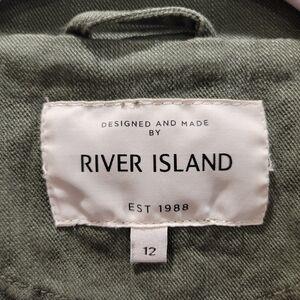 DESIGNED AND MADE
BY
RIVER ISLAND
EST 1988
12